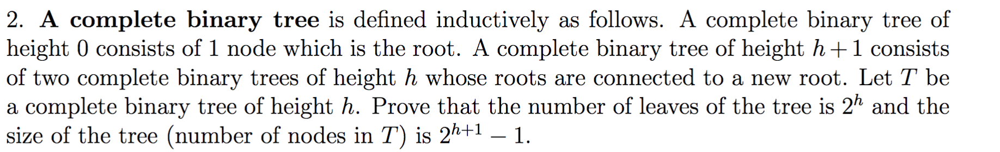 2. A complete binary tree is defined inductively as follows. A complete binary tree of
height 0 consists of 1 node which is the root. A complete binary tree of height h + 1 consists
of two complete binary trees of height h whose roots are connected to a new root. Let T be
a complete binary tree of height h. Prove that the number of leaves of the tree is 2^h and the
size of the tree (number of nodes in T) is 2^{h+1} − 1.